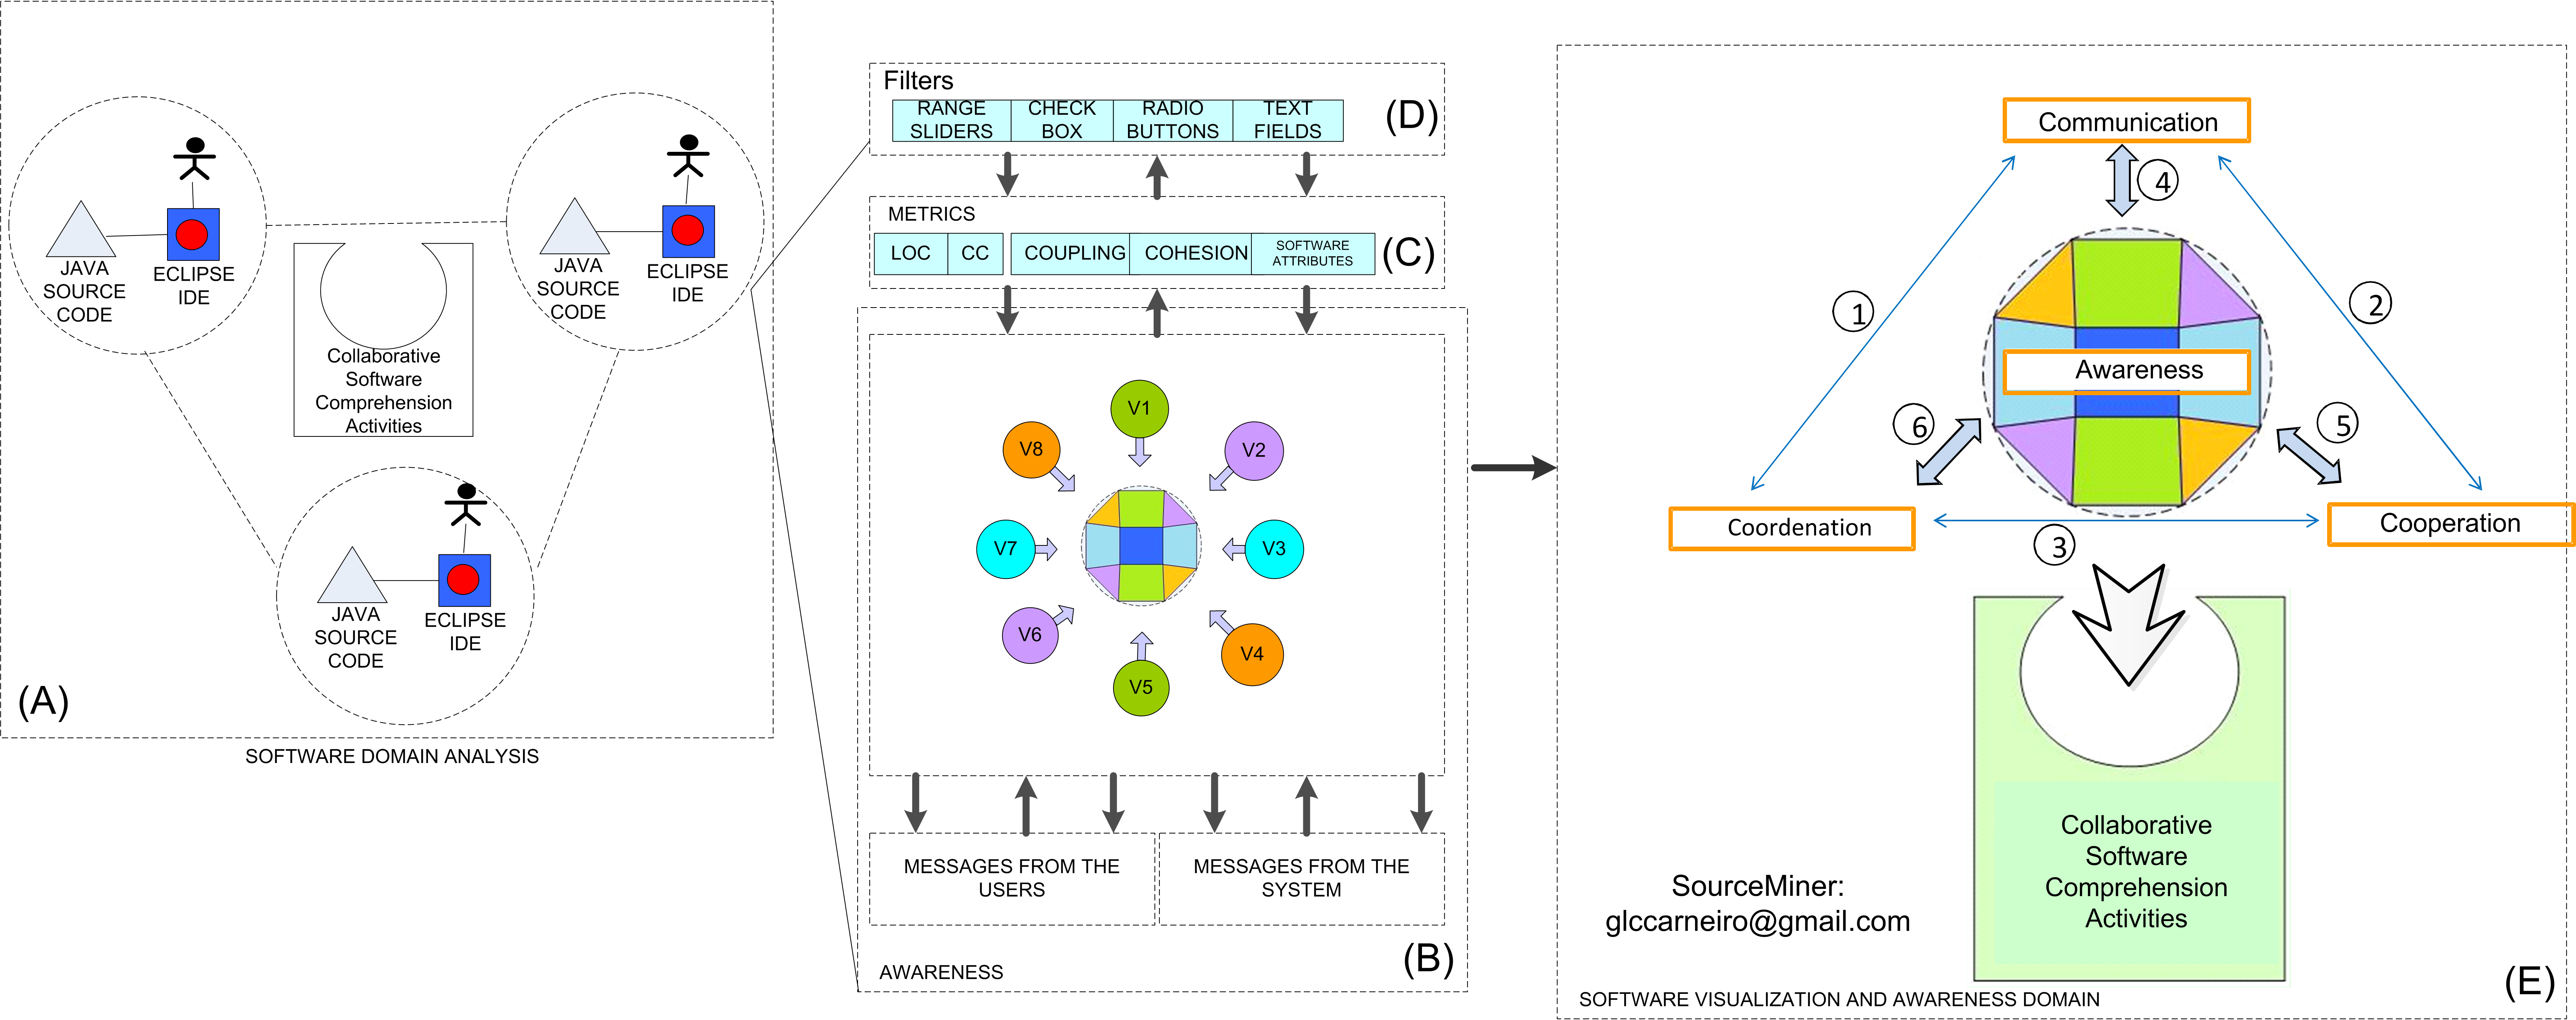 JAVA
SOURCE
CODE
ECLIPSE
IDE
JAVA
SOURCE
CODE
ECLIPSE
IDE
Collaborative
Software
Comprehension
Activities
JAVA
SOURCE
CODE
ECLIPSE
IDE
(A)
SOFTWARE DOMAIN ANALYSIS
Filters
RANGE
SLIDERS
CHECK
BOX
RADIO
BUTTONS
TEXT
FIELDS
(D)
METRICS
LOC
CC
COUPLING
COHESION
SOFTWARE
ATTRIBUTES
(C)
V1
V2
V3
V4
V5
V6
V7
V8
MESSAGES FROM THE
USERS
MESSAGES FROM THE
SYSTEM
AWARENESS
(B)
Communication
4
1
2
Awareness
6
5
Coordenation
3
Cooperation
Collaborative
Software
Comprehension
Activities
SourceMiner:
glccarneiro@gmail.com
SOFTWARE VISUALIZATION AND AWARENESS DOMAIN
(E)